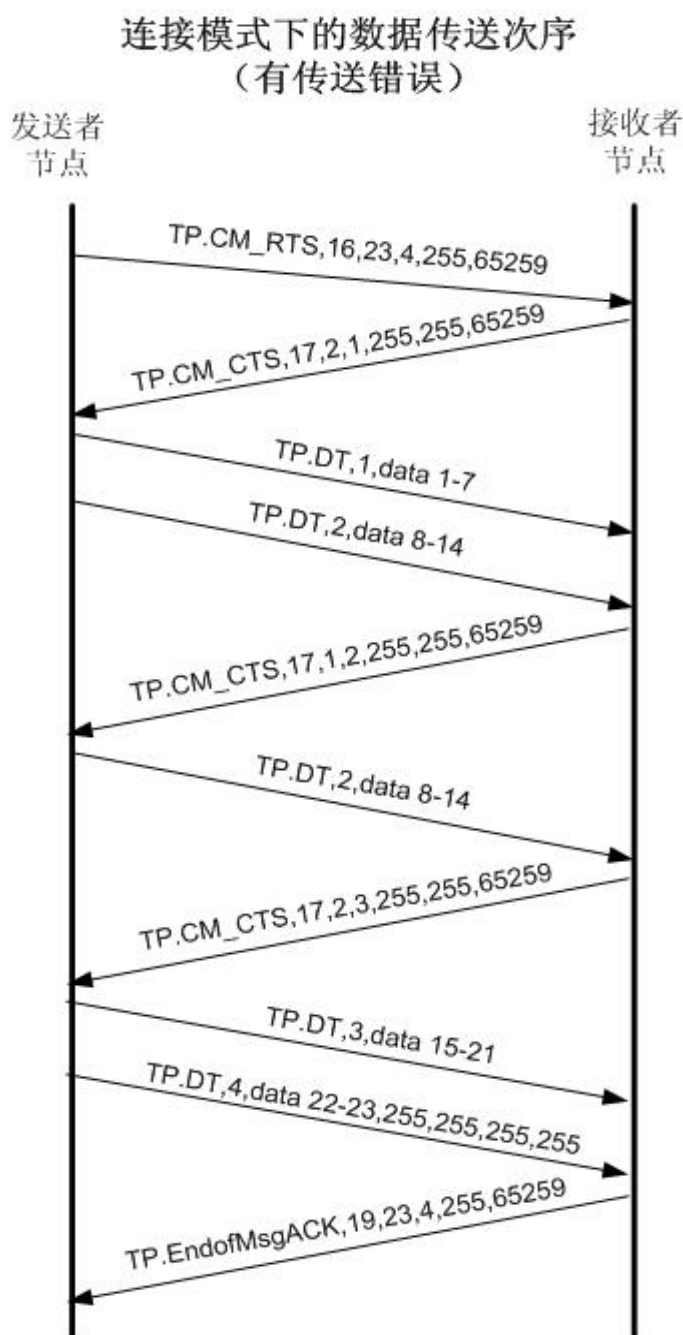 连接模式下的数据传送次序
（有传送错误）
发送者
节点
接收者
节点
TP.CM_RTS,16,23,4,255,65259
TP.CM_CTS,17,2,1,255,255,65259
TP.DT,1,data 1-7
TP.DT,2,data 8-14
TP.CM_CTS,17,1,2,255,255,65259
TP.DT,2,data 8-14
TP.CM_CTS,17,2,3,255,255,65259
TP.DT,3,data 15-21
TP.DT,4,data 22-23,255,255,255,255
TP.EndofMsgACK,19,23,4,255,65259